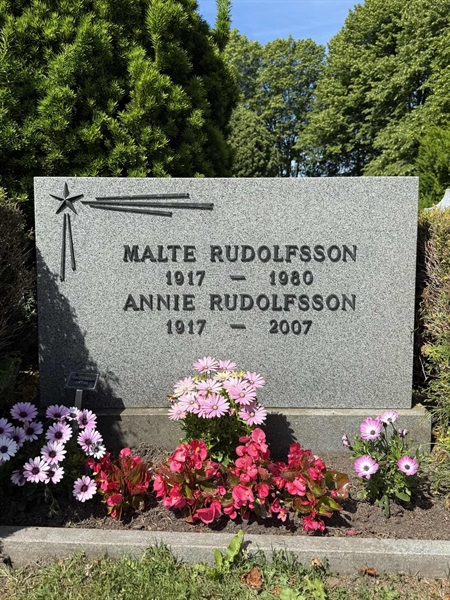 MALTE RUDOLFSSON
1917 – 1980
ANNIE RUDOLFSSON
1917 – 2007